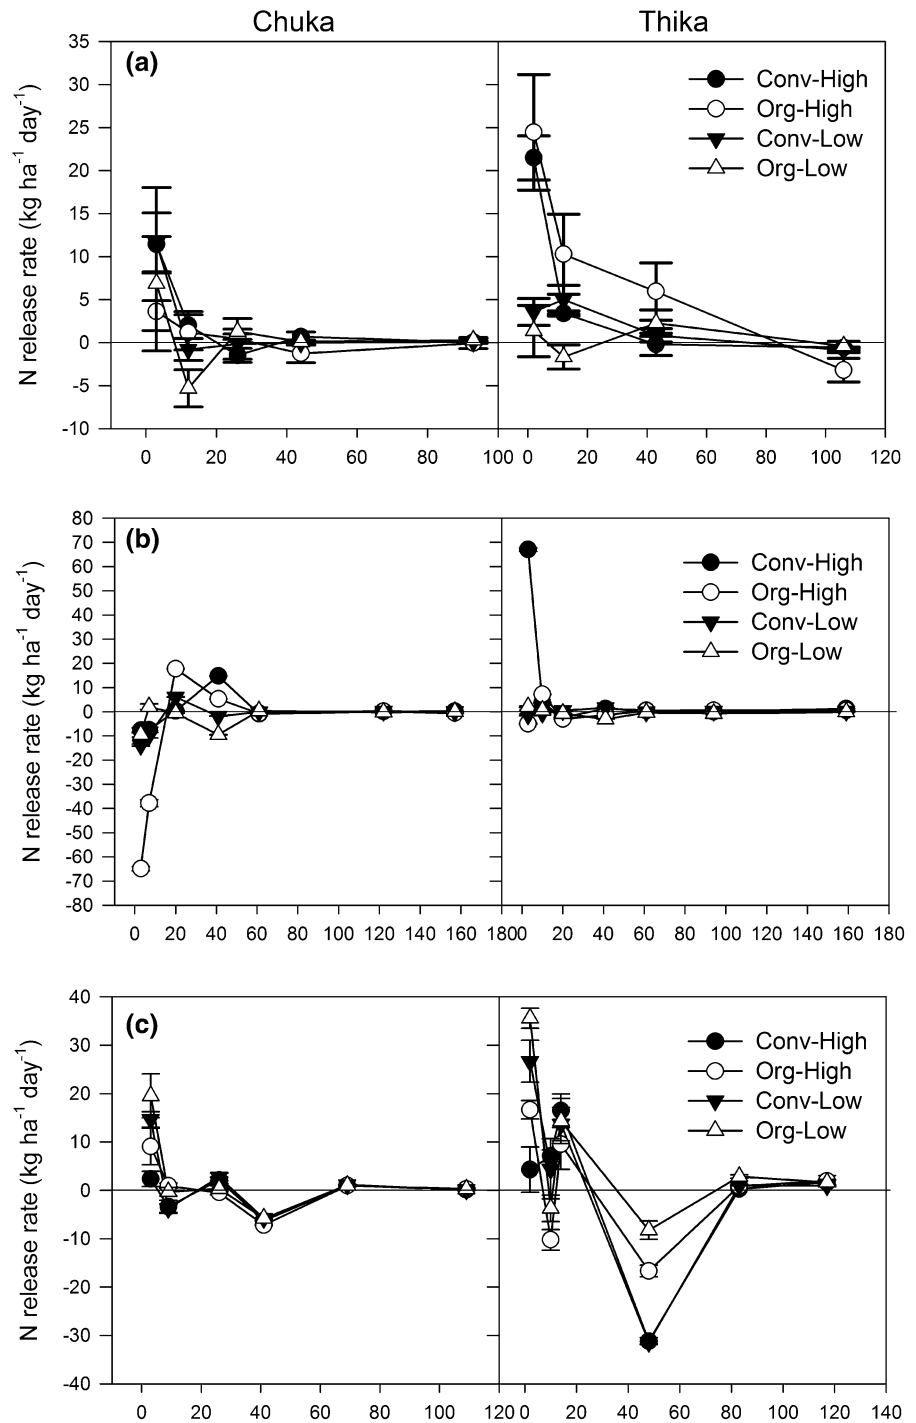 Chuka Thika
(a)
N release rate (kg ha⁻¹ day⁻¹)
35
30
25
20
15
10
5
0
-5
-10
Conv-High
Org-High
Conv-Low
Org-Low
0 20 40 60 80 100 0 20 40 60 80 100 120
(b)
N release rate (kg ha⁻¹ day⁻¹)
80
70
60
50
40
30
20
10
0
-10
-20
-30
-40
-50
-60
-70
-80
Conv-High
Org-High
Conv-Low
Org-Low
0 20 40 60 80 100 120 140 160 180 0 20 40 60 80 100 120 140 160 180
(c)
N release rate (kg ha⁻¹ day⁻¹)
40
30
20
10
0
-10
-20
-30
-40
Conv-High
Org-High
Conv-Low
Org-Low
0 20 40 60 80 100 120 0 20 40 60 80 100 120 140